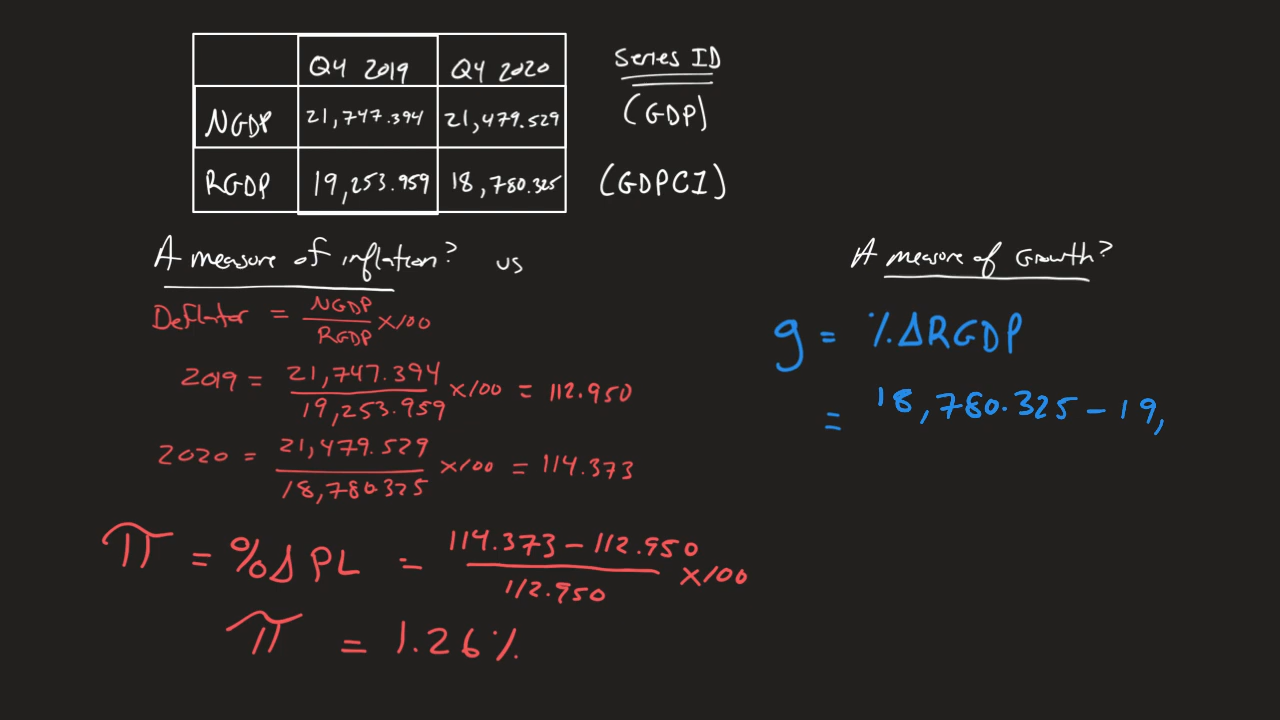 Q4 2019 Q4 2020 Series ID
NGDP 21,747.394 21,479.529 (GDP)
RGDP 19,253.959 18,780.325 (GDPC1)
A measure of inflation? vs A measure of Growth?
Deflator = NGDP/RGDP x100
2019 = 21,747.394/19,253.959 x100 = 112.950
2020 = 21,479.529/18,780.325 x100 = 114.373
π = %Δ PL = 114.373 – 112.950/112.950 x100
π = 1.26%
g = %ΔRGDP
= 18,780.325 – 19,